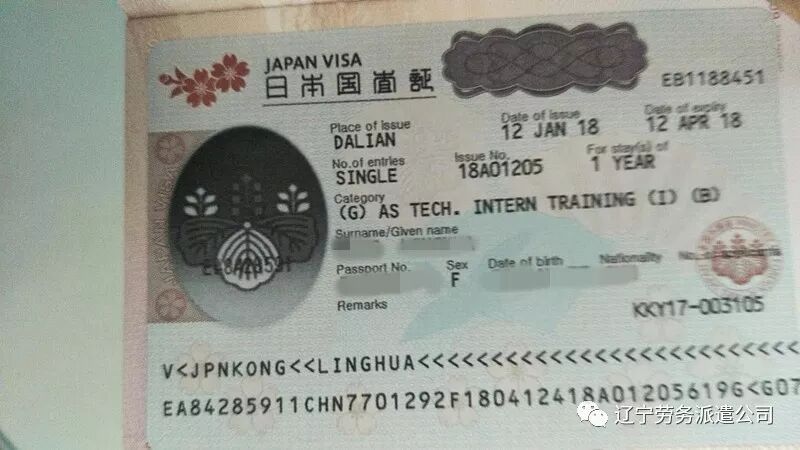 JAPAN VISA
日本国査証
EB1188451
Place of issue Date of issue Date of expiry
DALIAN 12 JAN 18 12 APR 18
No.of entries Issue No. For stay(s) of
SINGLE 18A01205 1 YEAR
Category
(G) AS TECH. INTERN TRAINING (I) (B)
Surname/Given name
Passport No. Sex Date of birth Nationality
F
Remarks
KKY17-003105
V<JPNKONG<<LINGHUA<<<<<<<<<<<<<<<<<<<<<<<<<<
EA84285911CHN7701292F180412418A01205619G<G07
辽宁劳务派遣公司